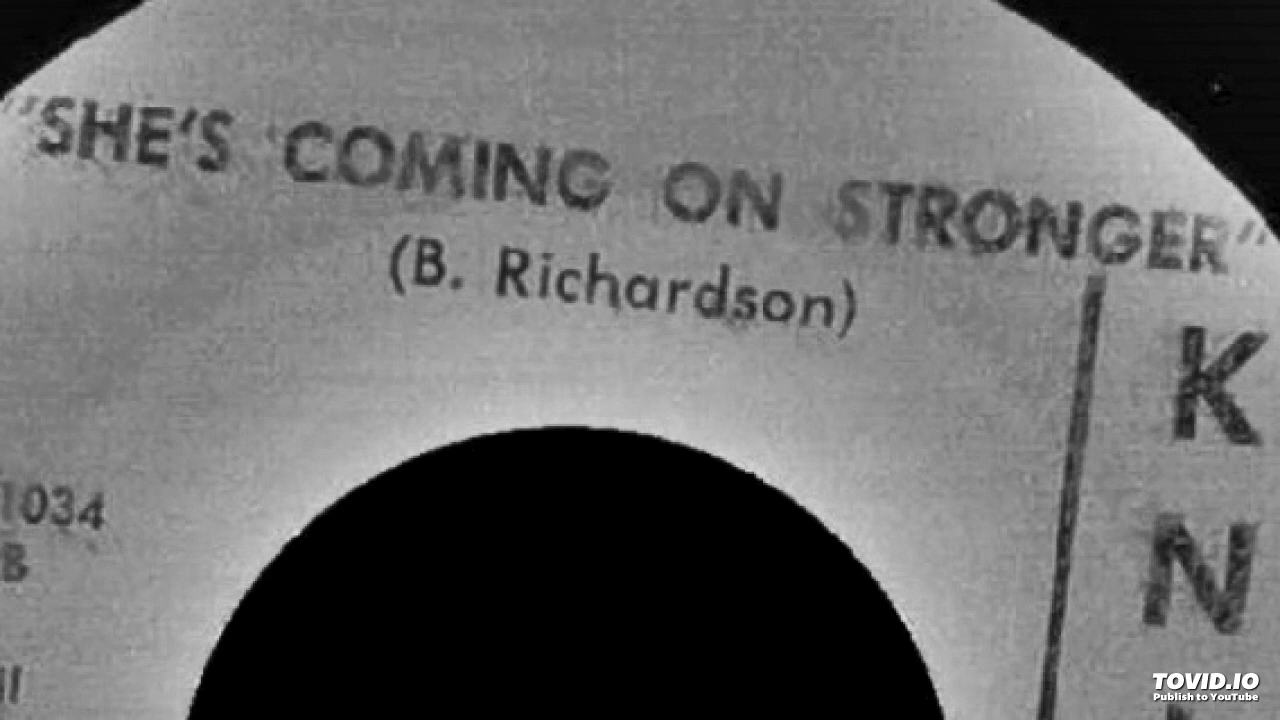 "SHE'S COMING ON STRONGER"
(B. Richardson)
K
N
1034
B
TOVID.IO
Publish to YouTube